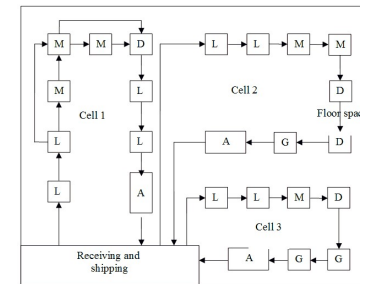 M M D L L M M
M L Cell 2 D
Cell 1 Floor spac
L L A G D
L A L L M D
Cell 3
Receiving and
shipping
A G G